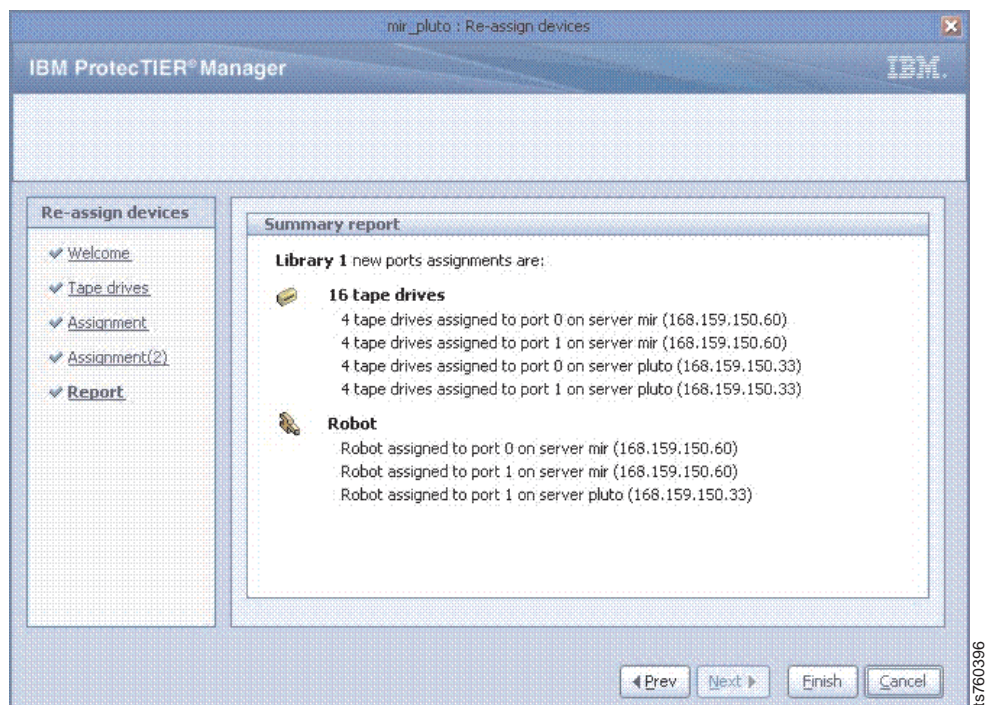 mir_pluto : Re-assign devices
IBM ProtecTIER® Manager
IBM.
Re-assign devices
Welcome
Tape drives
Assignment
Assignment(2)
Report
Summary report
Library 1 new ports assignments are:
16 tape drives
4 tape drives assigned to port 0 on server mir (168.159.150.60)
4 tape drives assigned to port 1 on server mir (168.159.150.60)
4 tape drives assigned to port 0 on server pluto (168.159.150.33)
4 tape drives assigned to port 1 on server pluto (168.159.150.33)
Robot
Robot assigned to port 0 on server mir (168.159.150.60)
Robot assigned to port 1 on server mir (168.159.150.60)
Robot assigned to port 1 on server pluto (168.159.150.33)
Prev Next Finish Cancel
ts760396